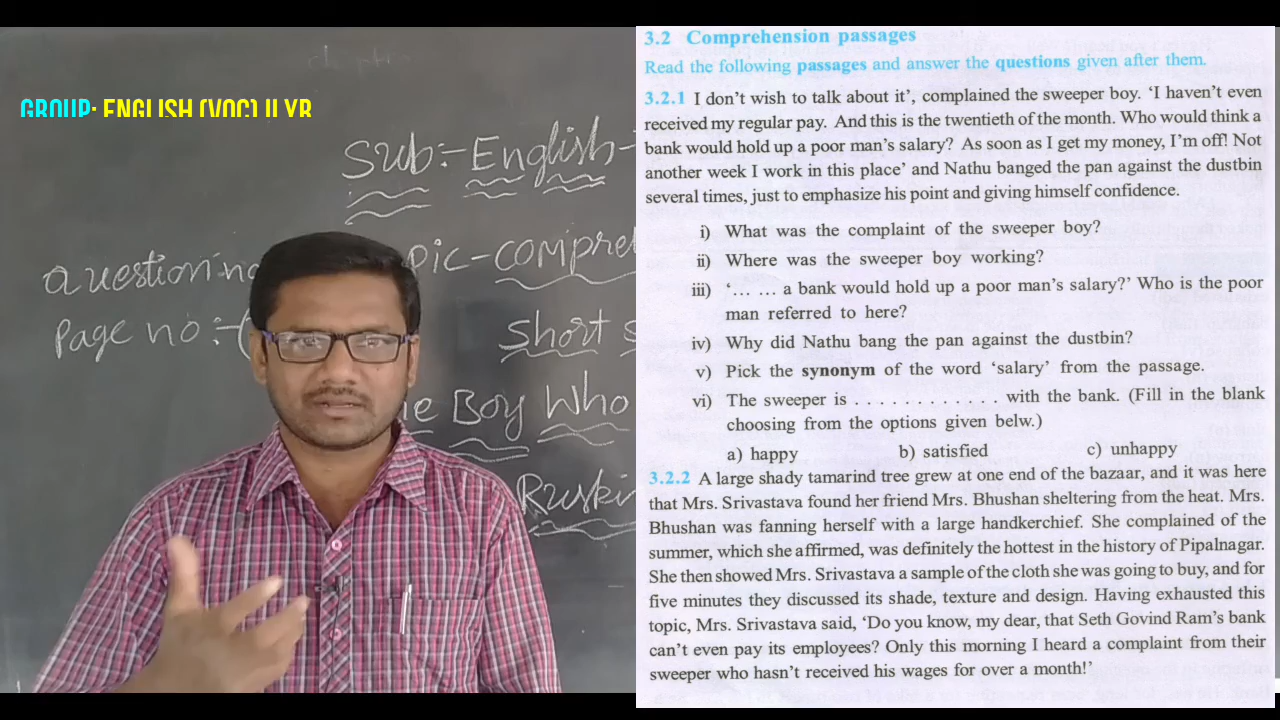 GROUP: ENGLISH (VOC) II YR
Sub:- English-
Questioning
Page no:-(
pic-compre
Short S
Boy Who
Ruski
3.2 Comprehension passages
Read the following passages and answer the questions given after them.
3.2.1 I don't wish to talk about it', complained the sweeper boy. 'I haven't even
received my regular pay. And this is the twentieth of the month. Who would think a
bank would hold up a poor man's salary? As soon as I get my money, I'm off! Not
another week I work in this place' and Nathu banged the pan against the dustbin
several times, just to emphasize his point and giving himself confidence.
i) What was the complaint of the sweeper boy?
ii) Where was the sweeper boy working?
iii) '... ... a bank would hold up a poor man's salary?' Who is the poor
man referred to here?
iv) Why did Nathu bang the pan against the dustbin?
v) Pick the synonym of the word 'salary' from the passage.
vi) The sweeper is . . . . . . . . . . . . with the bank. (Fill in the blank
choosing from the options given belw.)
a) happy b) satisfied c) unhappy
3.2.2 A large shady tamarind tree grew at one end of the bazaar, and it was here
that Mrs. Srivastava found her friend Mrs. Bhushan sheltering from the heat. Mrs.
Bhushan was fanning herself with a large handkerchief. She complained of the
summer, which she affirmed, was definitely the hottest in the history of Pipalnagar.
She then showed Mrs. Srivastava a sample of the cloth she was going to buy, and for
five minutes they discussed its shade, texture and design. Having exhausted this
topic, Mrs. Srivastava said, 'Do you know, my dear, that Seth Govind Ram's bank
can't even pay its employees? Only this morning I heard a complaint from their
sweeper who hasn't received his wages for over a month!'